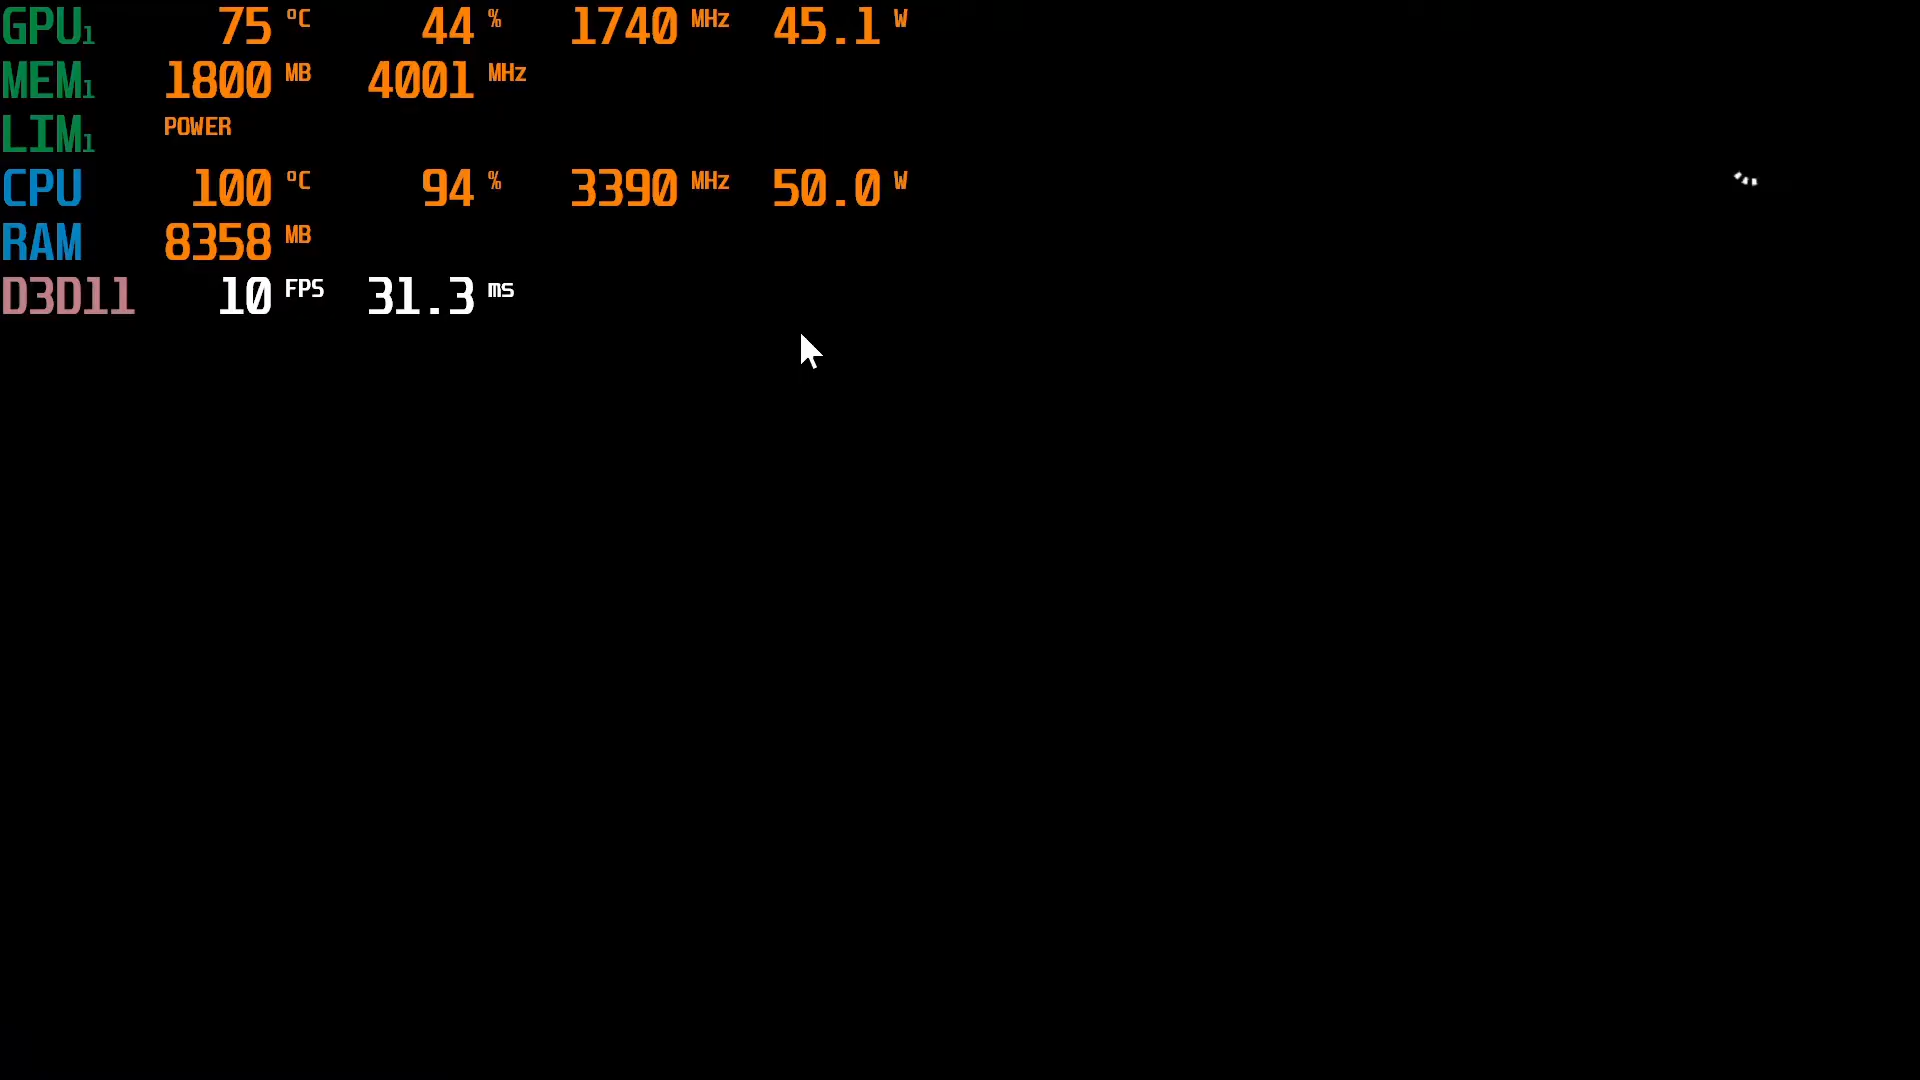 GPU1 75 °C 44 % 1740 MHz 45.1 W
MEM1 1800 MB 4001 MHz
LIM1 POWER
CPU 100 °C 94 % 3390 MHz 50.0 W
RAM 8358 MB
D3D11 10 FPS 31.3 ms